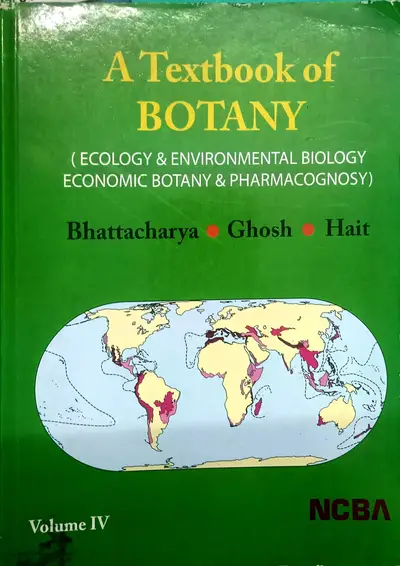 A Textbook of
BOTANY
( ECOLOGY & ENVIRONMENTAL BIOLOGY
ECONOMIC BOTANY & PHARMACOGNOSY)
Bhattacharya • Ghosh • Hait
NCBA
Volume IV